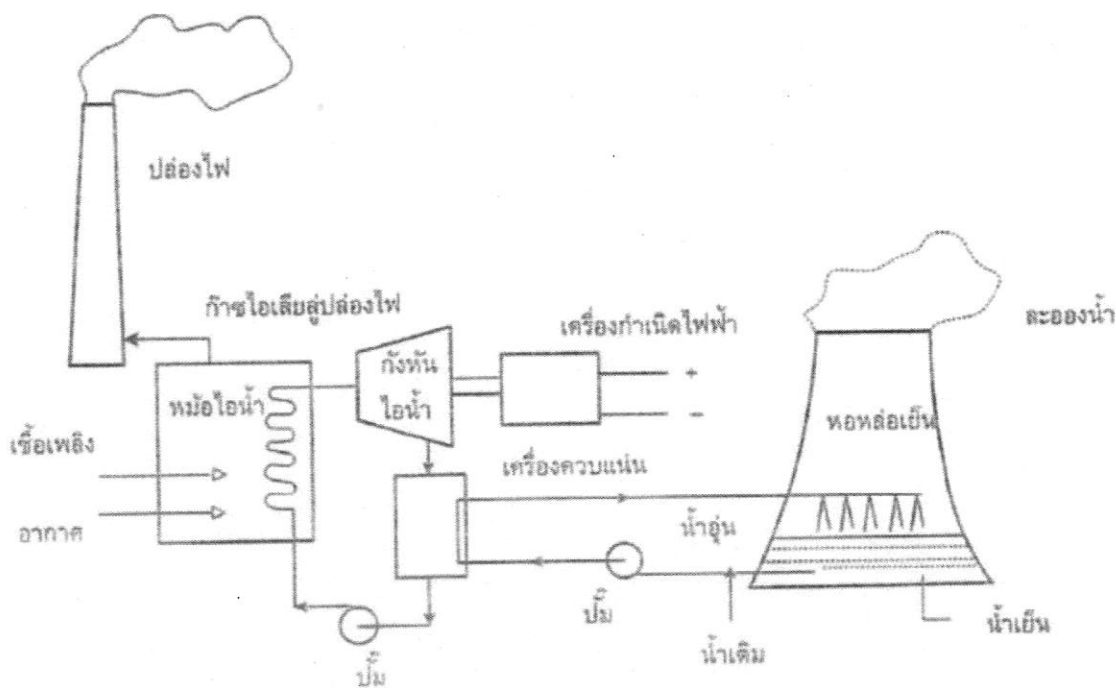 ปล่องไฟ
ก๊าซไอเสียสู่ปล่องไฟ
เครื่องกำเนิดไฟฟ้า
ละอองน้ำ
กังหัน
ไอน้ำ
+
−
หม้อไอน้ำ
หอหล่อเย็น
เชื้อเพลิง
เครื่องควบแน่น
อากาศ
น้ำอุ่น
ปั๊ม
น้ำเย็น
น้ำเติม
ปั๊ม